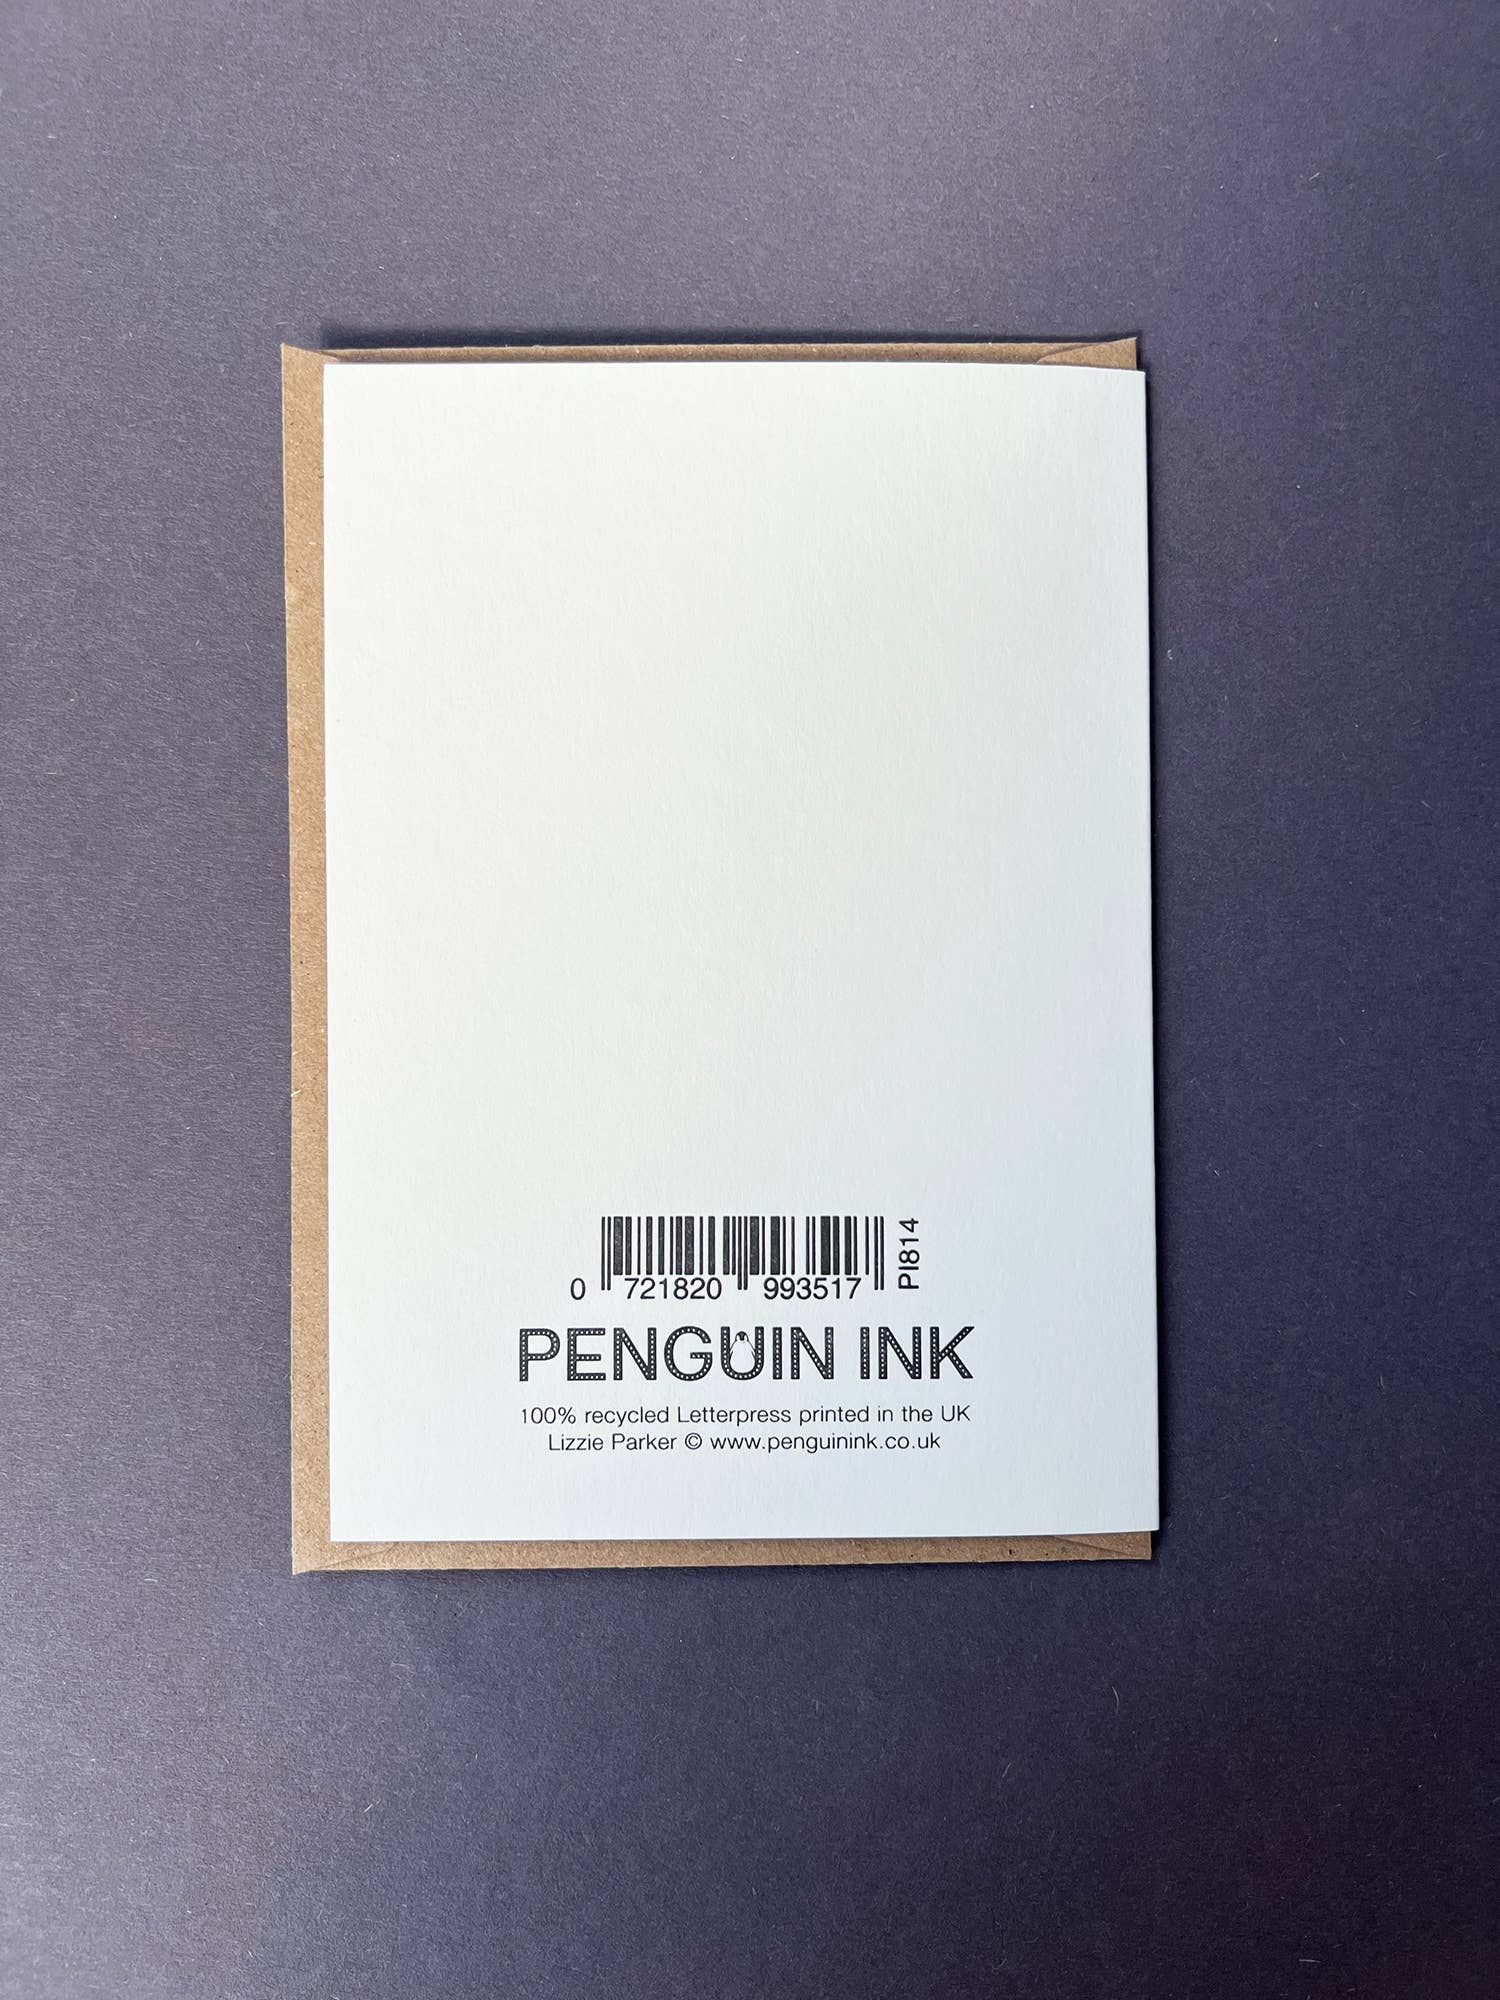 0 721820 993517
PI814
PENGUIN INK
100% recycled Letterpress printed in the UK
Lizzie Parker © www.penguinink.co.uk